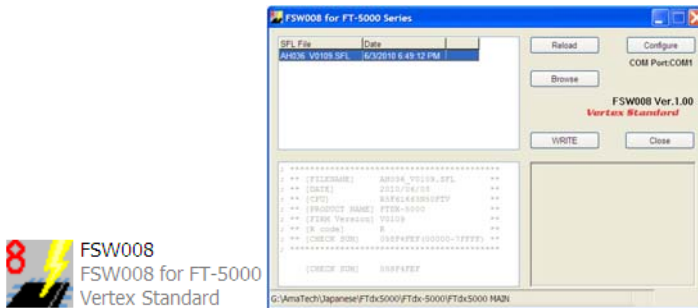 FSW008 for FT-5000 Series
SFL File Date
AH036_V0109.SFL 6/3/2010 6:49:12 PM
Reload Configure
COM Port:COM1
Browse
FSW008 Ver.1.00
Vertex Standard
WRITE Close
; **********************************************
; ** [FILENAME] AH036_V0109.SFL **
; ** [DATE] 2010/06/03 **
; ** [CPU] **
; ** [PRODUCT NAME] FTDX-5000 **
; ** [FIRM Version] V0109 **
; ** [R code] R **
; ** [CHECK SUM] (00000-7FFFF) **
; **********************************************
[CHECK SUM]
G:\AmaTech\Japanese\FTdx5000\FTdx-5000\FTdx5000 MAIN
8
FSW008
FSW008 for FT-5000
Vertex Standard